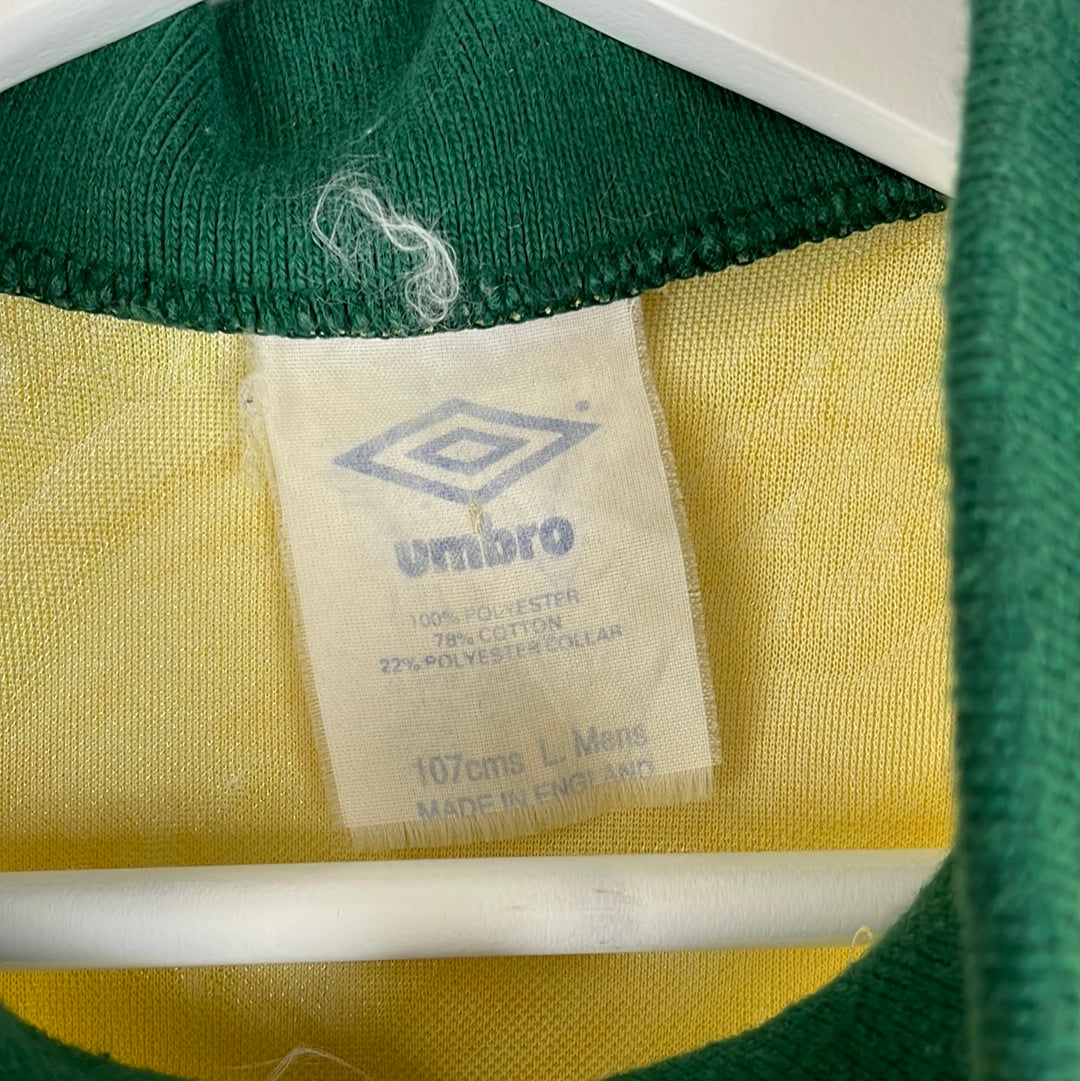 umbro
100% POLYESTER
78% COTTON
22% POLYESTER COLLAR
107cms L. Mens
MADE IN ENGLAND